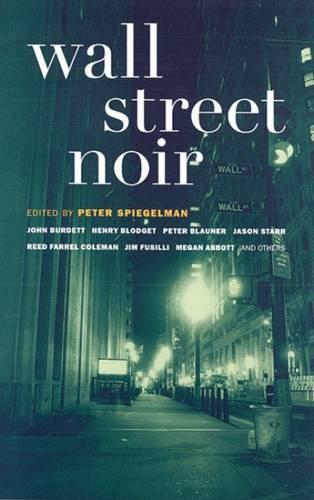 wall
street
noir
EDITED BY PETER SPIEGELMAN
JOHN BURDETT HENRY BLODGET PETER BLAUNER JASON STARR
REED FARREL COLEMAN JIM FUSILLI MEGAN ABBOTT AND OTHERS
WALL ST
WALL ST